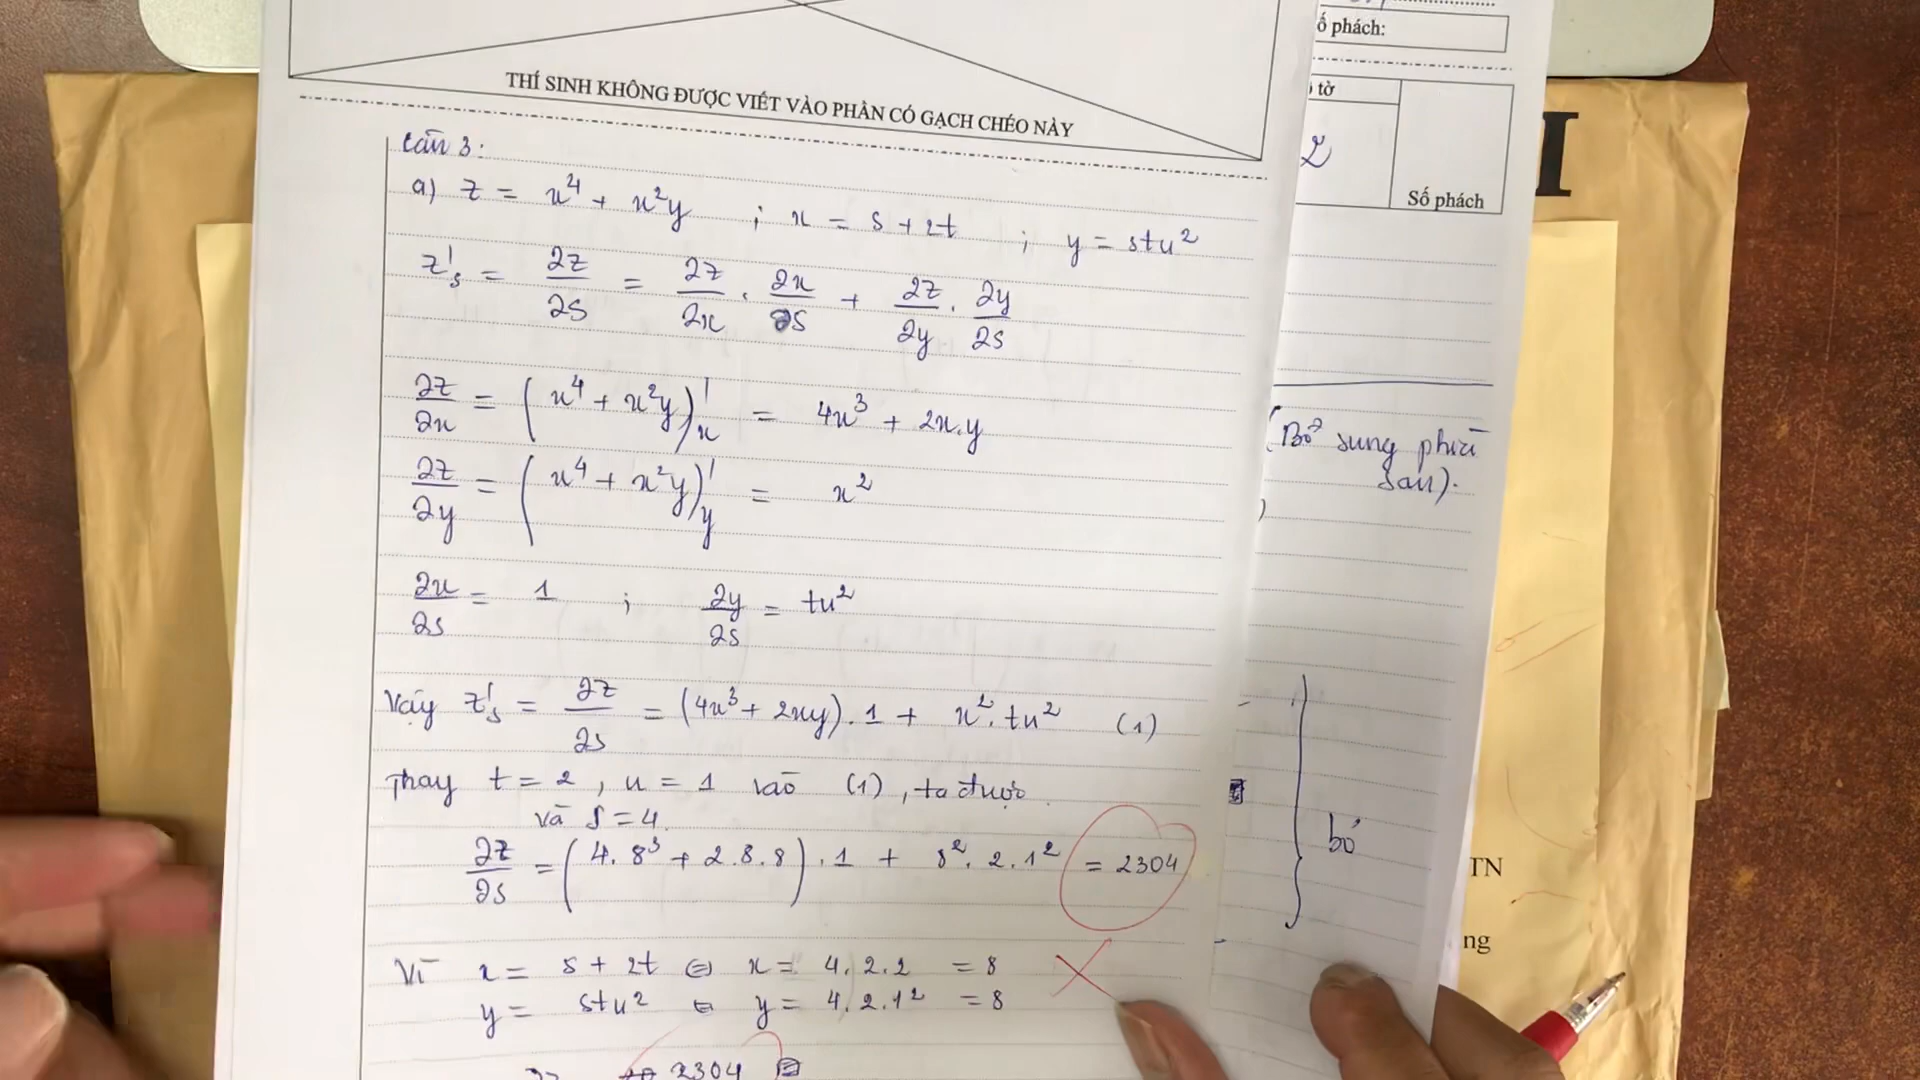 ố phách:
THÍ SINH KHÔNG ĐƯỢC VIẾT VÀO PHẦN CÓ GẠCH CHÉO NÀY
tờ
2
Số phách
I
Câu 3:
a) z = x⁴ + x²y ; x = s + 2t ; y = stu²
z's = ∂z/∂s = ∂z/∂x . ∂x/∂s + ∂z/∂y . ∂y/∂s
∂z/∂x = (x⁴ + x²y)'x = 4x³ + 2x.y
∂z/∂y = (x⁴ + x²y)'y = x²
∂x/∂s = 1 ; ∂y/∂s = tu²
Vậy z's = ∂z/∂s = (4x³ + 2xy).1 + x².tu² (1)
Thay t = 2, u = 1 vào (1), ta được
và s = 4.
∂z/∂s = (4.8³ + 2.8.8).1 + 8².2.1² = 2304
Vì x = s + 2t ⇔ x = 4.2.2 = 8
y = stu² ⇔ y = 4.2.1² = 8
2304
(Bổ sung phía
sau).
bỏ
TN
ng